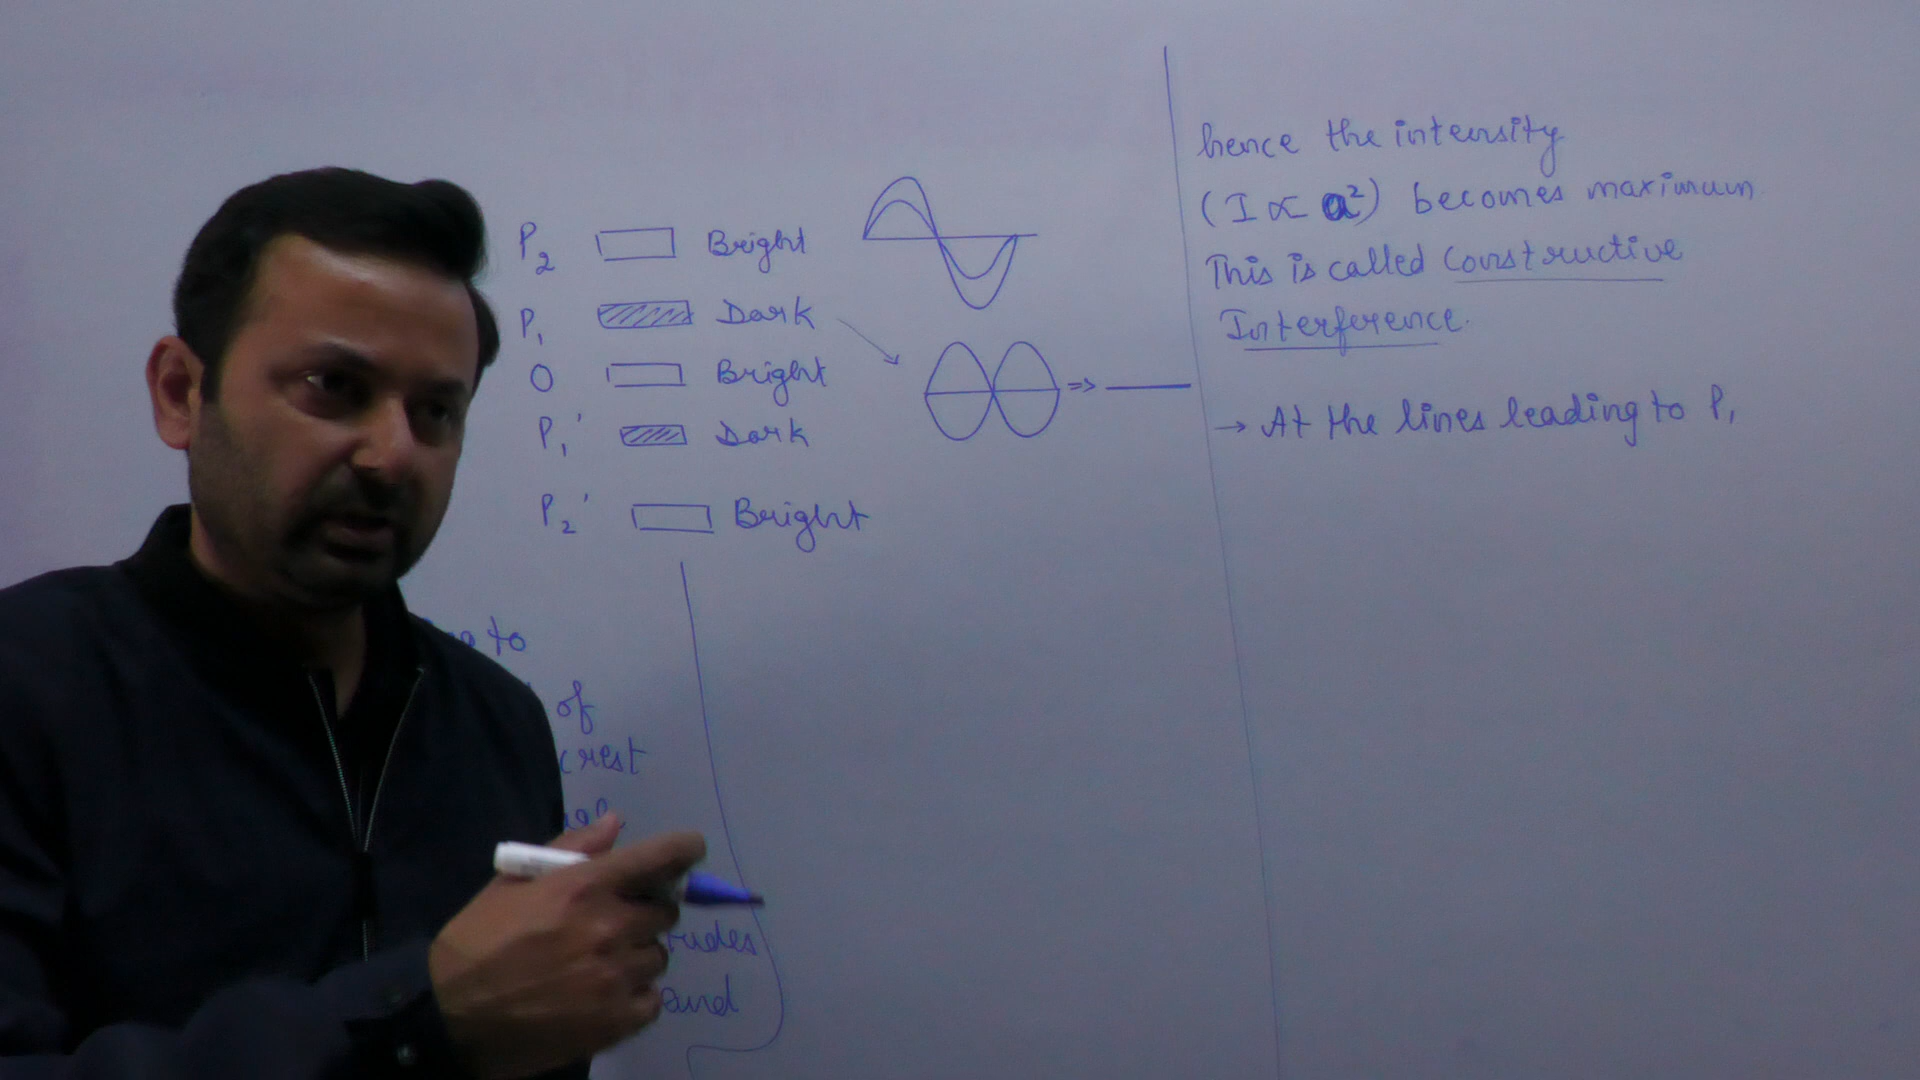 P2 Bright
P1 Dark
O Bright
P1' Dark
=>
P2' Bright
to
of
crest
and
hence the intensity
(I ∝ a²) becomes maximum
This is called Constructive
Interference.
→ At the lines leading to P1